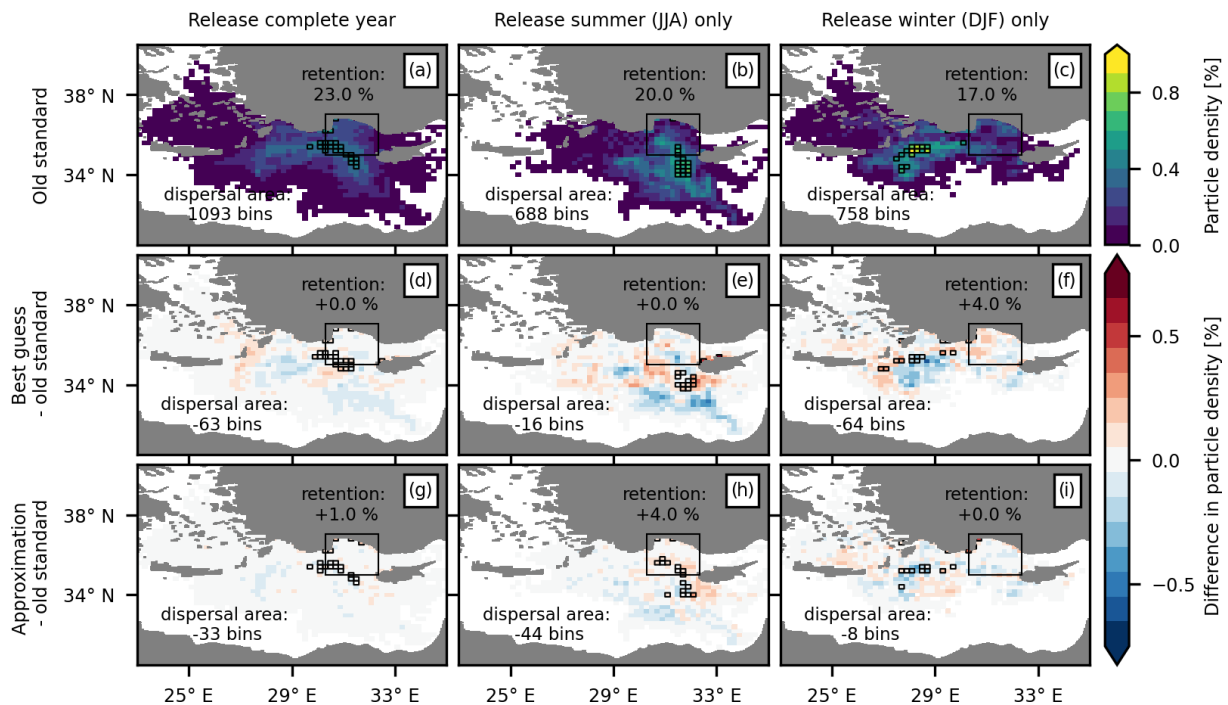 Release complete year
Release summer (JJA) only
Release winter (DJF) only
Old standard
38° N
34° N
(a)
retention:
23.0 %
dispersal area:
1093 bins
(b)
retention:
20.0 %
dispersal area:
688 bins
(c)
retention:
17.0 %
dispersal area:
758 bins
0.8
0.4
0.0
Particle density [%]
Best guess
- old standard
38° N
34° N
(d)
retention:
+0.0 %
dispersal area:
-63 bins
(e)
retention:
+0.0 %
dispersal area:
-16 bins
(f)
retention:
+4.0 %
dispersal area:
-64 bins
Approximation
- old standard
38° N
34° N
(g)
retention:
+1.0 %
dispersal area:
-33 bins
(h)
retention:
+4.0 %
dispersal area:
-44 bins
(i)
retention:
+0.0 %
dispersal area:
-8 bins
0.5
0.0
−0.5
Difference in particle density [%]
25° E
29° E
33° E
25° E
29° E
33° E
25° E
29° E
33° E